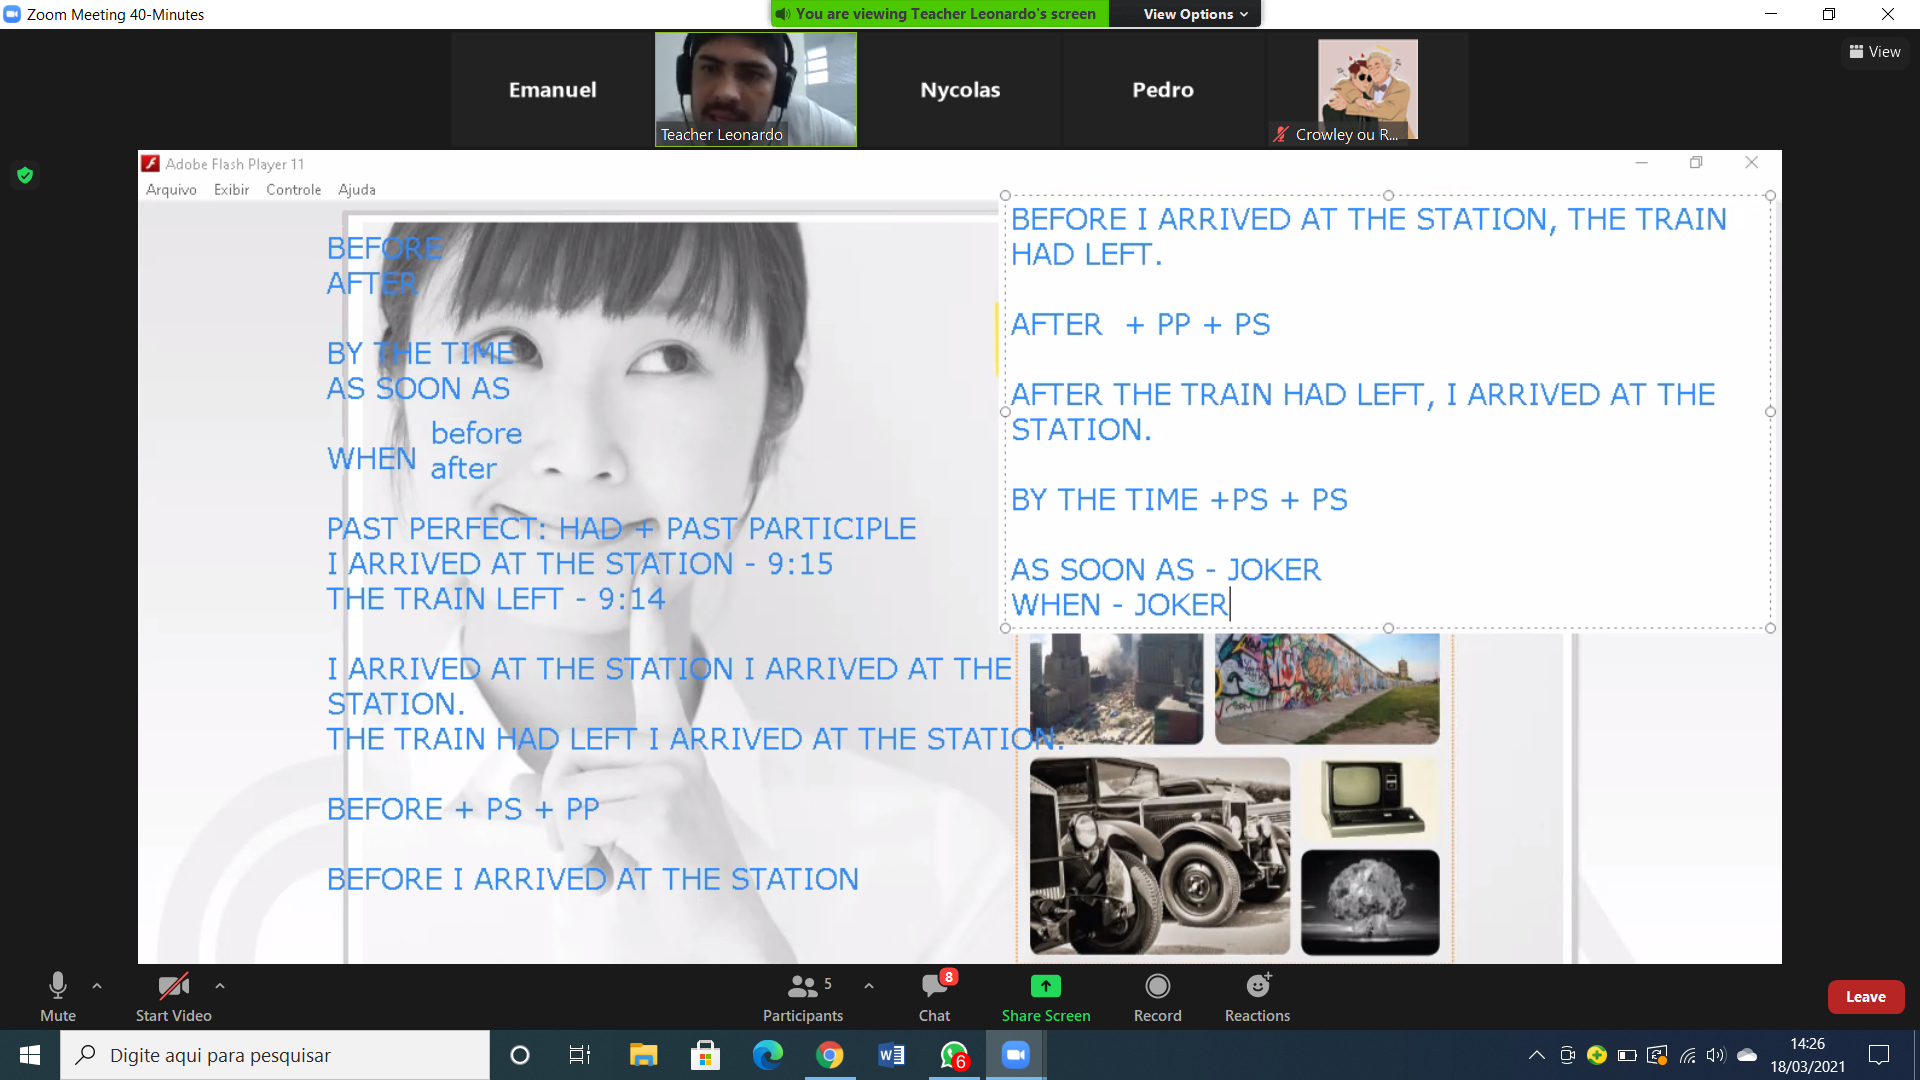 Zoom Meeting 40-Minutes
You are viewing Teacher Leonardo's screen
View Options
View
Emanuel
Teacher Leonardo
Nycolas
Pedro
Crowley ou R...
Adobe Flash Player 11
Arquivo Exibir Controle Ajuda
BEFORE
AFTER
BY THE TIME
AS SOON AS
before
WHEN after
PAST PERFECT: HAD + PAST PARTICIPLE
I ARRIVED AT THE STATION - 9:15
THE TRAIN LEFT - 9:14
I ARRIVED AT THE STATION I ARRIVED AT THE
STATION.
THE TRAIN HAD LEFT I ARRIVED AT THE STATION.
BEFORE + PS + PP
BEFORE I ARRIVED AT THE STATION
BEFORE I ARRIVED AT THE STATION, THE TRAIN
HAD LEFT.
AFTER + PP + PS
AFTER THE TRAIN HAD LEFT, I ARRIVED AT THE
STATION.
BY THE TIME +PS + PS
AS SOON AS - JOKER
WHEN - JOKER
Mute
Start Video
5
Participants
8
Chat
Share Screen
Record
Reactions
Leave
Digite aqui para pesquisar
6
14:26
18/03/2021